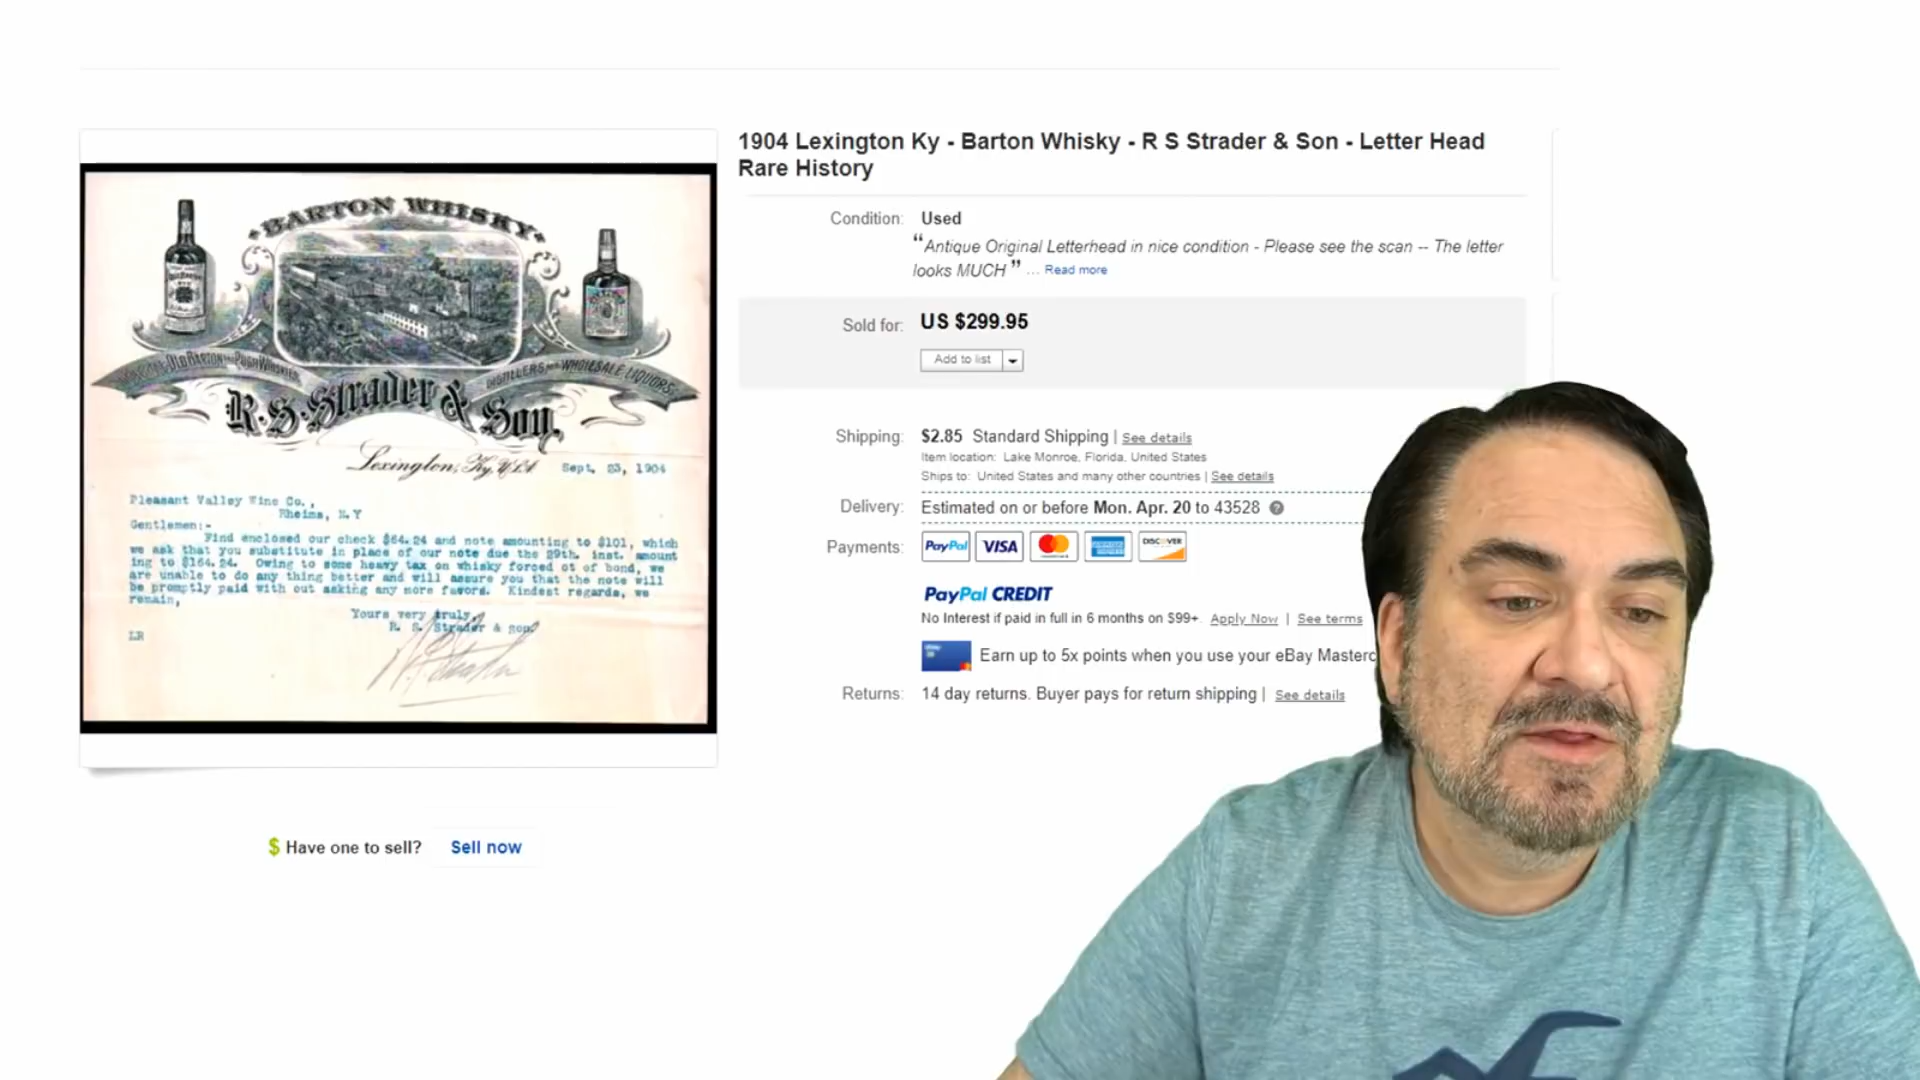 1904 Lexington Ky - Barton Whisky - R S Strader & Son - Letter Head
Rare History
Condition: Used
“Antique Original Letterhead in nice condition - Please see the scan -- The letter
looks MUCH ” ... Read more
Sold for: US $299.95
Add to list
Shipping: $2.85 Standard Shipping | See details
Item location: Lake Monroe, Florida, United States
Ships to: United States and many other countries | See details
Delivery: Estimated on or before Mon. Apr. 20 to 43528
Payments: PayPal VISA DISCOVER
PayPal CREDIT
No Interest if paid in full in 6 months on $99+. Apply Now | See terms
Earn up to 5x points when you use your eBay Masterc
Returns: 14 day returns. Buyer pays for return shipping | See details
BARTON WHISKY
OLD BARTON AND PUGH WHISKIES
DISTILLERS AND WHOLESALE LIQUORS
R.S. Strader & Son,
Lexington, Ky, U.S.A Sept. 23, 1904
Pleasant Valley Wine Co.,
Rheims, N.Y
Gentlemen:-
Find enclosed our check $64.24 and note amounting to $101, which
we ask that you substitute in place of our note due the 29th. inst. amount
ing to $164.24. Owing to some heavy tax on whisky forced ot of bond, we
are unable to do any thing better and will assure you that the note will
be promptly paid with out asking any more favors. Kindest regards, we
remain,
Yours very truly,
R. S. Strader & son.
LR
$ Have one to sell? Sell now